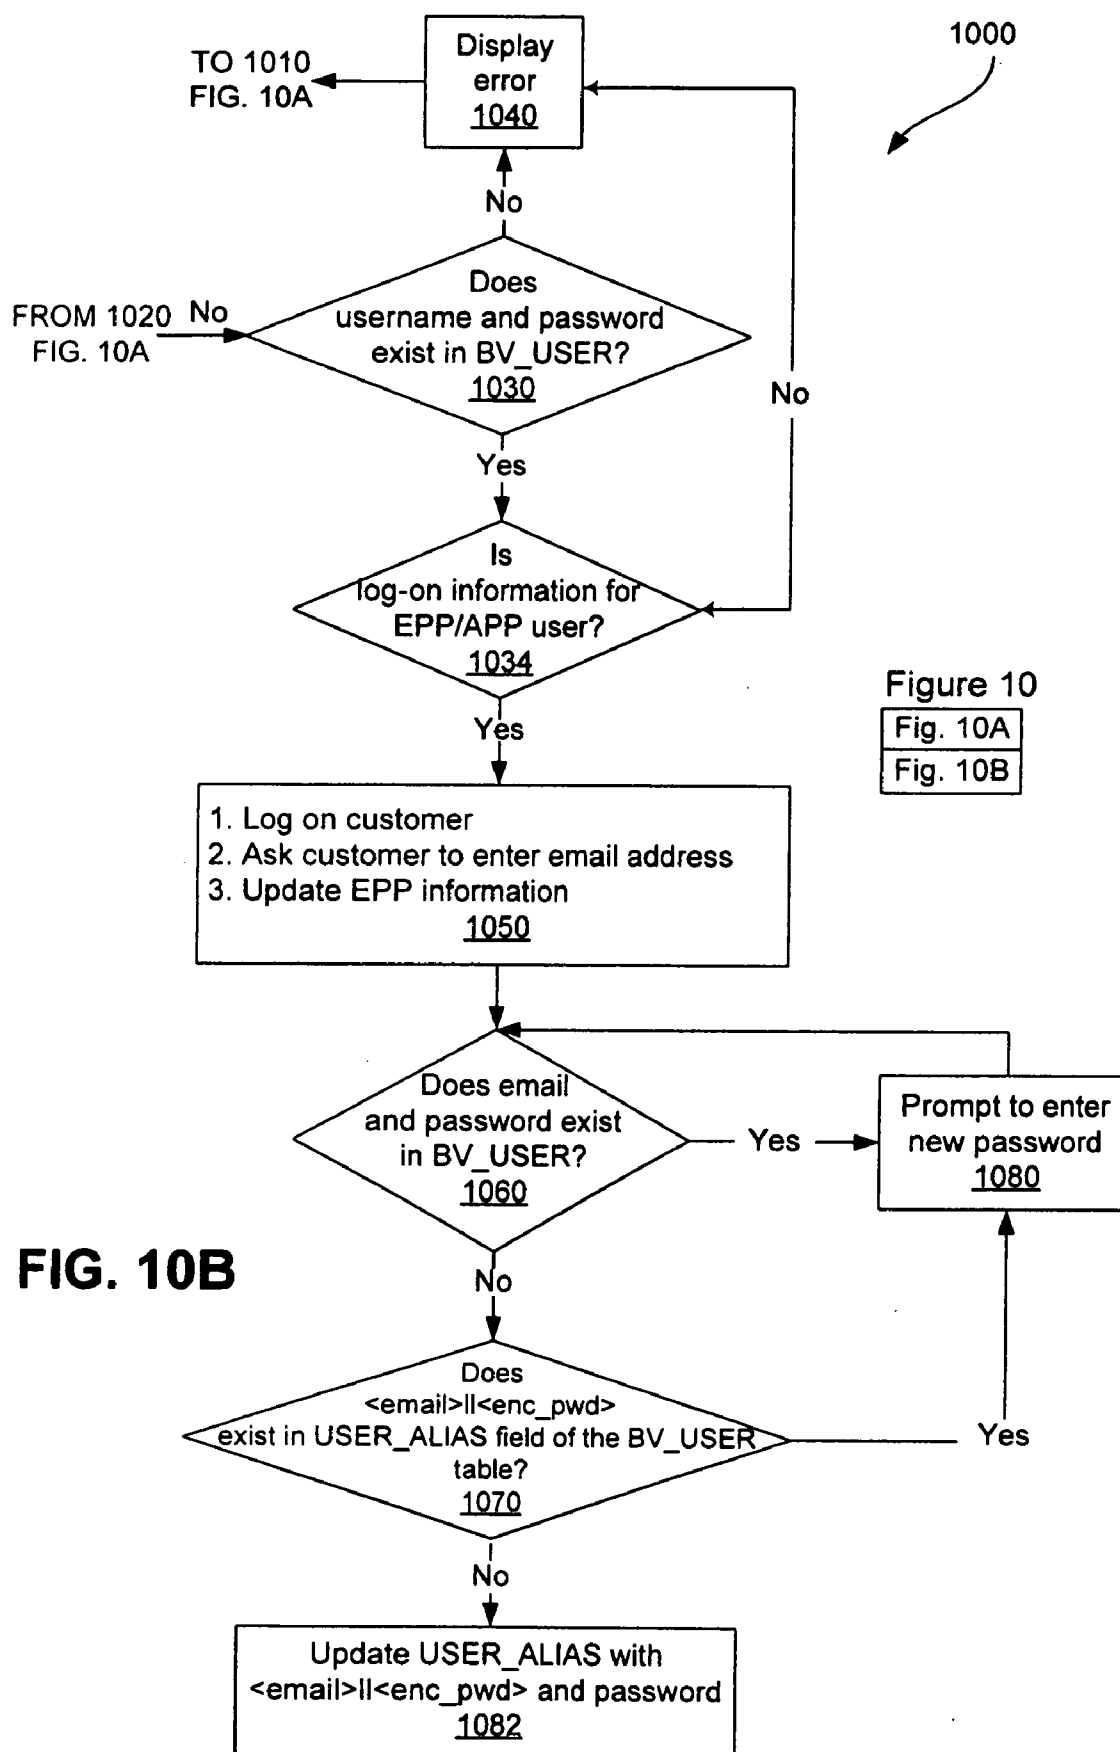 1000
Display
error
1040
TO 1010
FIG. 10A
No
Does
username and password
exist in BV_USER?
1030
FROM 1020
FIG. 10A
No
No
Yes
Is
log-on information for
EPP/APP user?
1034
Figure 10
Fig. 10A
Fig. 10B
Yes
1. Log on customer
2. Ask customer to enter email address
3. Update EPP information
1050
Does email
and password exist
in BV_USER?
1060
Yes
Prompt to enter
new password
1080
FIG. 10B
No
Does
<email>ll<enc_pwd>
exist in USER_ALIAS field of the BV_USER
table?
1070
Yes
No
Update USER_ALIAS with
<email>ll<enc_pwd> and password
1082